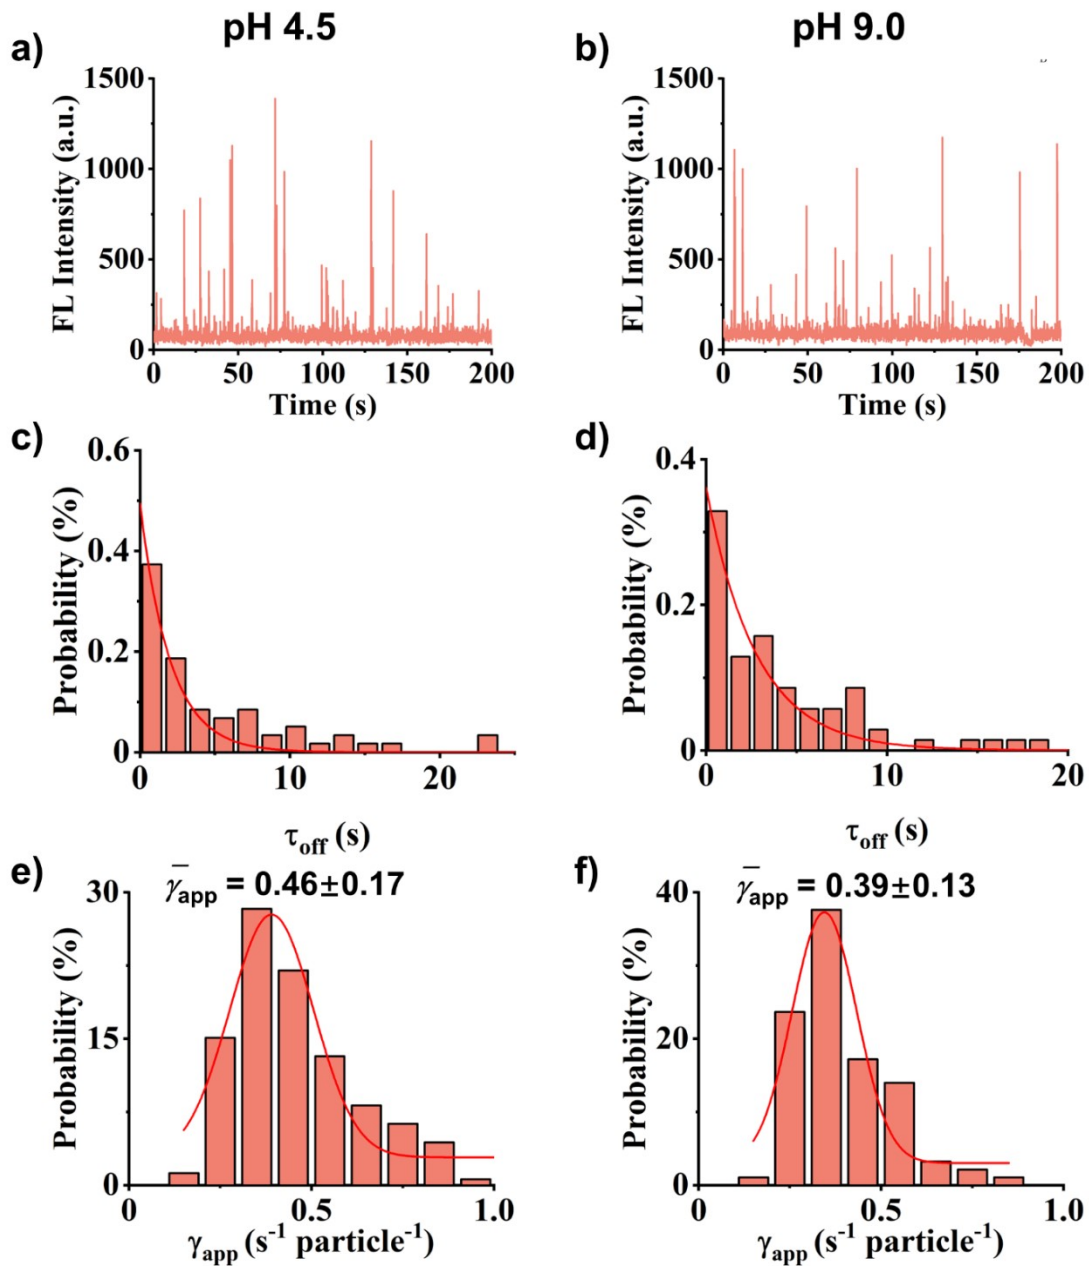 pH 4.5
pH 9.0
a)
b)
FL Intensity (a.u.)
1500
1000
500
0
0 50 100 150 200
Time (s)
FL Intensity (a.u.)
1500
1000
500
0
0 50 100 150 200
Time (s)
c)
d)
Probability (%)
0.6
0.4
0.2
0
0 10 20
τoff (s)
Probability (%)
0.4
0.2
0
0 10 20
τoff (s)
e)
f)
γ̅app = 0.46±0.17
Probability (%)
30
15
0
0 0.5 1.0
γapp (s⁻¹ particle⁻¹)
γ̅app = 0.39±0.13
Probability (%)
40
20
0
0 0.5 1.0
γapp (s⁻¹ particle⁻¹)